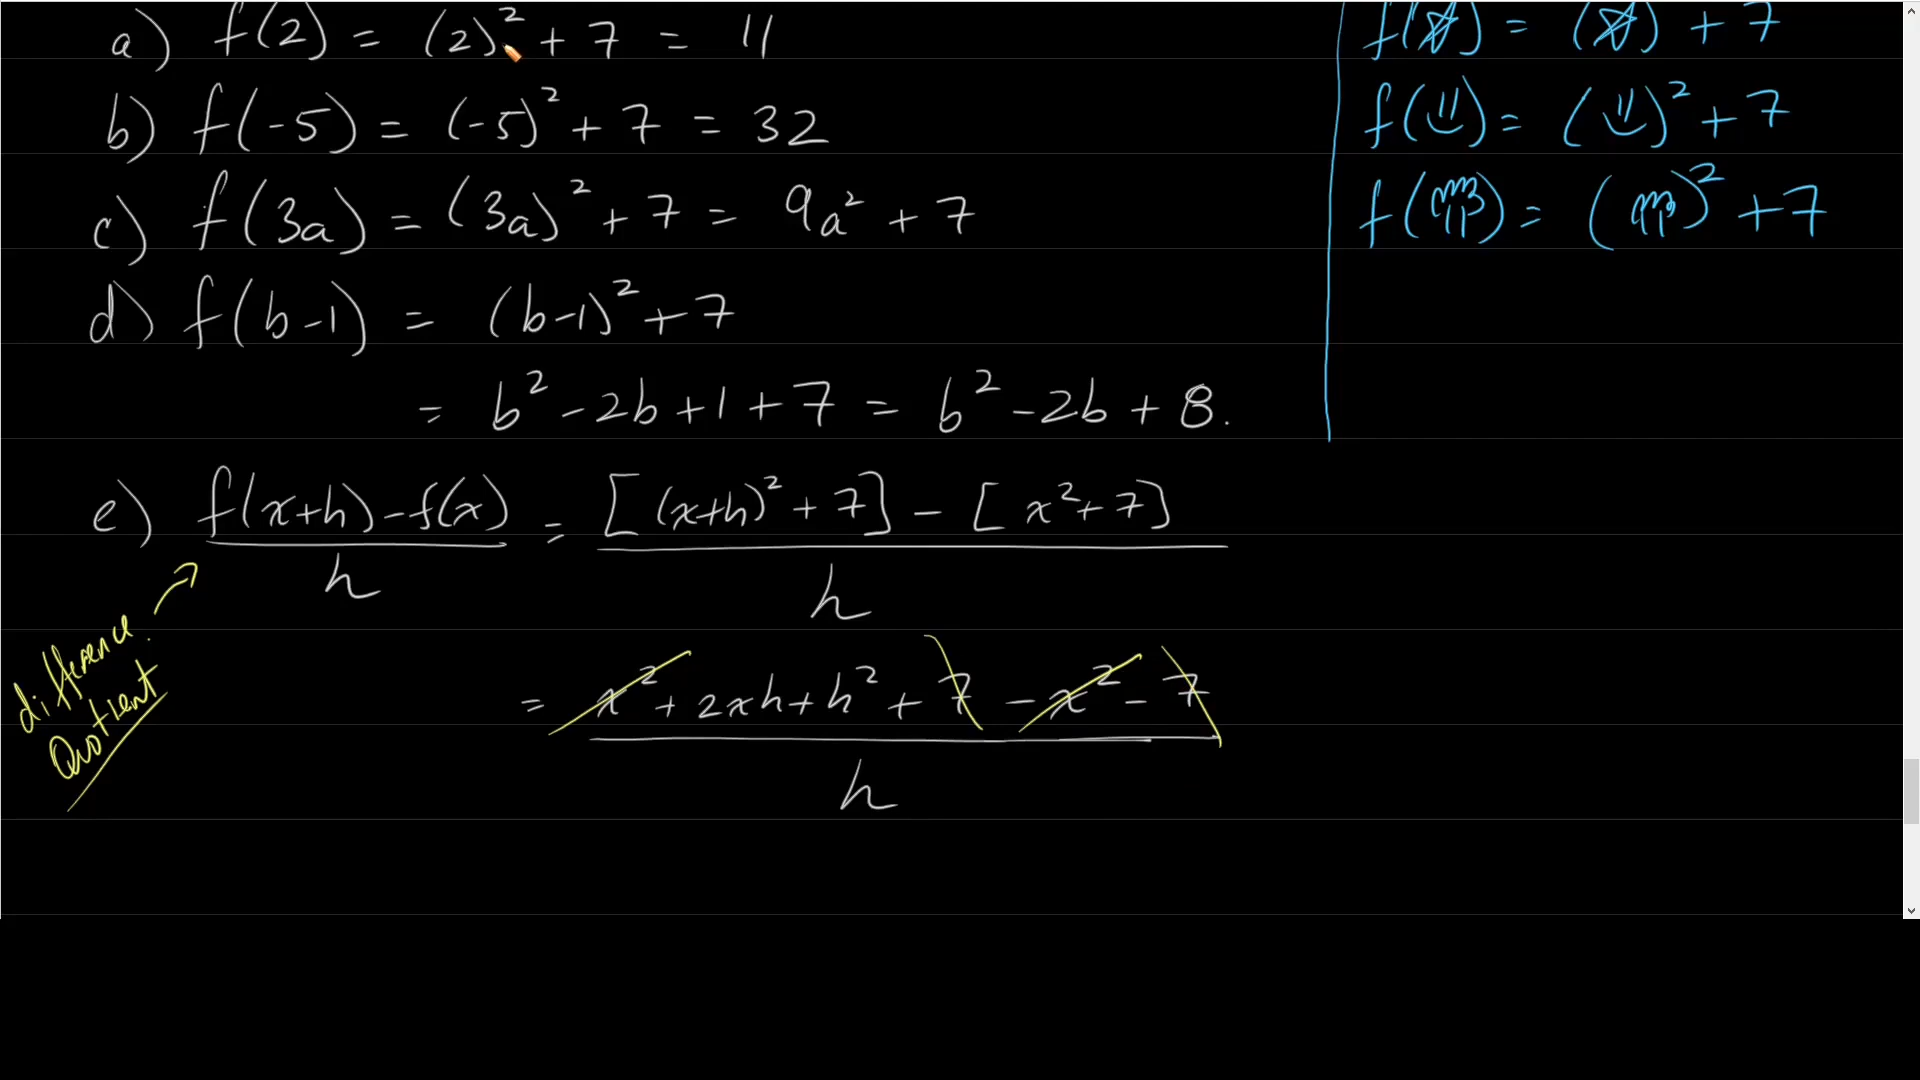 a) f(2) = (2)² + 7 = 11
b) f(-5) = (-5)² + 7 = 32
c) f(3a) = (3a)² + 7 = 9a² + 7
d) f(b-1) = (b-1)² + 7
= b² - 2b + 1 + 7 = b² - 2b + 8.
e) f(x+h) - f(x) / h = [(x+h)² + 7] - [x² + 7] / h
= x² + 2xh + h² + 7 - x² - 7 / h
difference
Quotient
f(☆) = (☆) + 7
f(¨⌣) = (¨⌣)² + 7
f( ) = ( )² + 7